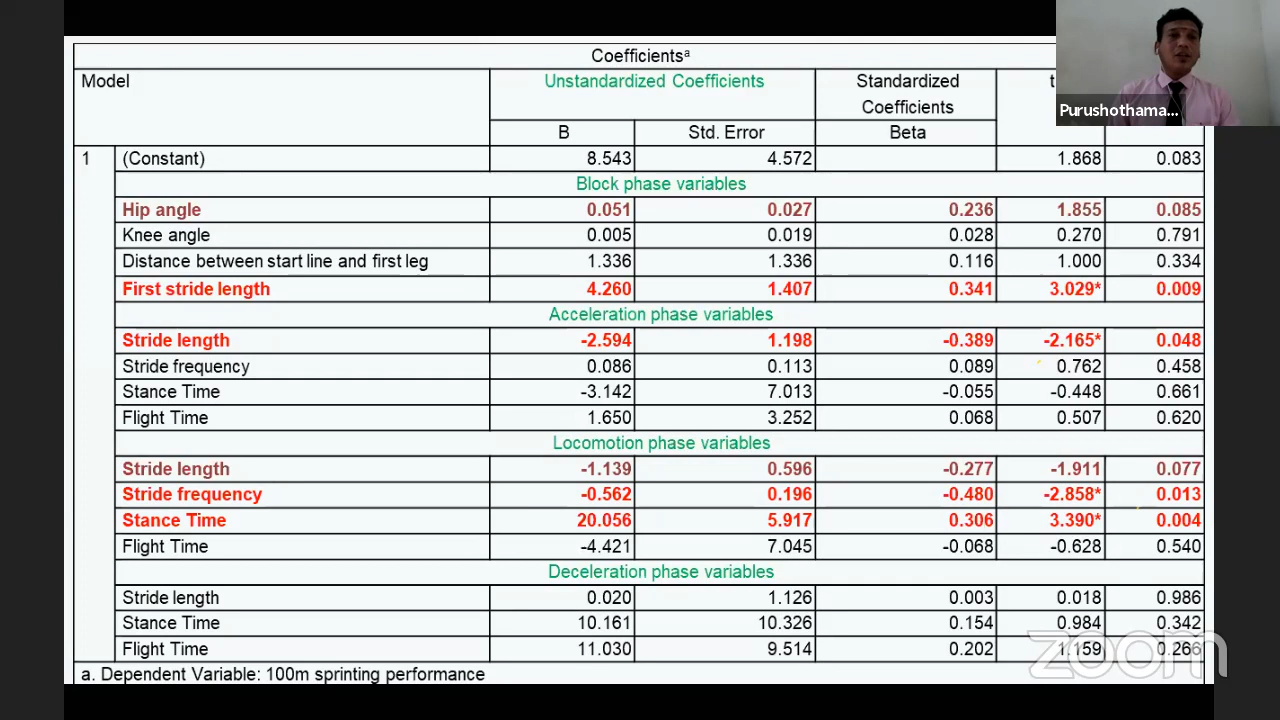 Coefficientsᵃ
Model Unstandardized Coefficients Standardized Coefficients t
B Std. Error Beta
1 (Constant) 8.543 4.572 1.868 0.083
Block phase variables
Hip angle 0.051 0.027 0.236 1.855 0.085
Knee angle 0.005 0.019 0.028 0.270 0.791
Distance between start line and first leg 1.336 1.336 0.116 1.000 0.334
First stride length 4.260 1.407 0.341 3.029* 0.009
Acceleration phase variables
Stride length -2.594 1.198 -0.389 -2.165* 0.048
Stride frequency 0.086 0.113 0.089 0.762 0.458
Stance Time -3.142 7.013 -0.055 -0.448 0.661
Flight Time 1.650 3.252 0.068 0.507 0.620
Locomotion phase variables
Stride length -1.139 0.596 -0.277 -1.911 0.077
Stride frequency -0.562 0.196 -0.480 -2.858* 0.013
Stance Time 20.056 5.917 0.306 3.390* 0.004
Flight Time -4.421 7.045 -0.068 -0.628 0.540
Deceleration phase variables
Stride length 0.020 1.126 0.003 0.018 0.986
Stance Time 10.161 10.326 0.154 0.984 0.342
Flight Time 11.030 9.514 0.202 1.159 0.266
a. Dependent Variable: 100m sprinting performance
Purushothama...
zoom